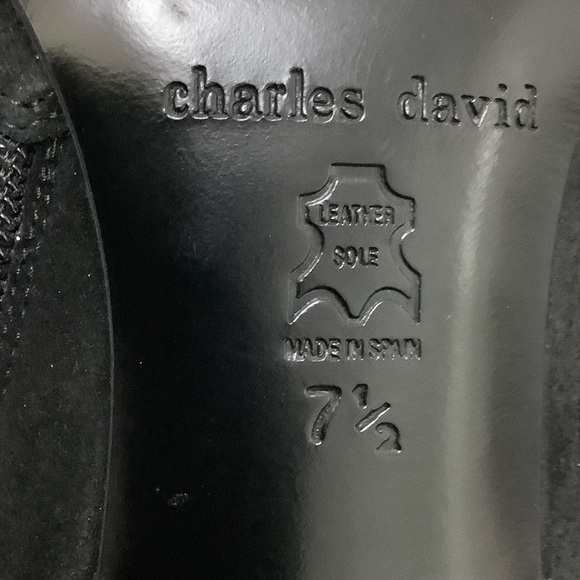 charles david
LEATHER
SOLE
MADE IN SPAIN
7½